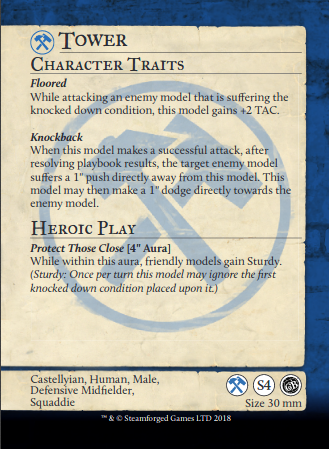 TOWER
CHARACTER TRAITS
Floored
While attacking an enemy model that is suffering the
knocked down condition, this model gains +2 TAC.
Knockback
When this model makes a successful attack, after
resolving playbook results, the target enemy model
suffers a 1" push directly away from this model. This
model may then make a 1" dodge directly towards the
enemy model.
HEROIC PLAY
Protect Those Close [4" Aura]
While within this aura, friendly models gain Sturdy.
(Sturdy: Once per turn this model may ignore the first
knocked down condition placed upon it.)
Castellyian, Human, Male,
Defensive Midfielder,
Squaddie
S4
Size 30 mm
™ & © Steamforged Games LTD 2018